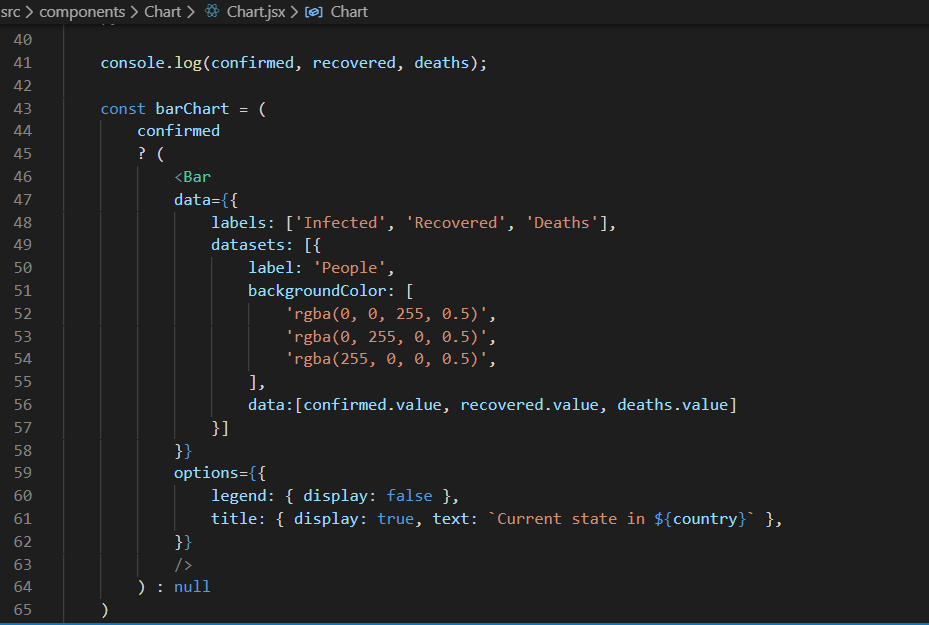 src > components > Chart > Chart.jsx > Chart
40
41 console.log(confirmed, recovered, deaths);
42
43 const barChart = (
44 confirmed
45 ? (
46 <Bar
47 data={{
48 labels: ['Infected', 'Recovered', 'Deaths'],
49 datasets: [{
50 label: 'People',
51 backgroundColor: [
52 'rgba(0, 0, 255, 0.5)',
53 'rgba(0, 255, 0, 0.5)',
54 'rgba(255, 0, 0, 0.5)',
55 ],
56 data:[confirmed.value, recovered.value, deaths.value]
57 }]
58 }}
59 options={{
60 legend: { display: false },
61 title: { display: true, text: `Current state in ${country}` },
62 }}
63 />
64 ) : null
65 )